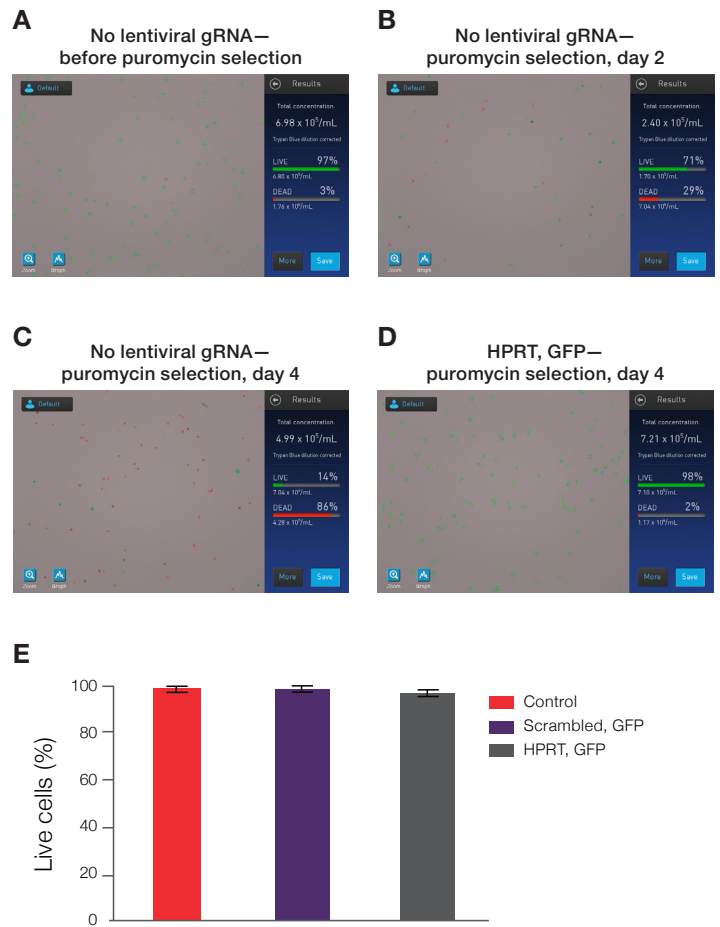 A
No lentiviral gRNA—
before puromycin selection
Default
Results
Total concentration
6.98 x 10⁵/mL
Trypan Blue dilution corrected
LIVE 97%
6.80 x 10⁵/mL
DEAD 3%
1.76 x 10⁴/mL
Zoom
Graph
More
Save
B
No lentiviral gRNA—
puromycin selection, day 2
Default
Results
Total concentration
2.40 x 10⁵/mL
Trypan Blue dilution corrected
LIVE 71%
1.70 x 10⁵/mL
DEAD 29%
7.04 x 10⁴/mL
Zoom
Graph
More
Save
C
No lentiviral gRNA—
puromycin selection, day 4
Default
Results
Total concentration
4.99 x 10⁵/mL
Trypan Blue dilution corrected
LIVE 14%
7.04 x 10⁴/mL
DEAD 86%
4.28 x 10⁵/mL
Zoom
Graph
More
Save
D
HPRT, GFP—
puromycin selection, day 4
Default
Results
Total concentration
7.21 x 10⁵/mL
Trypan Blue dilution corrected
LIVE 98%
7.10 x 10⁵/mL
DEAD 2%
1.17 x 10⁴/mL
Zoom
Graph
More
Save
E
Live cells (%)
100
80
60
40
20
0
Control
Scrambled, GFP
HPRT, GFP